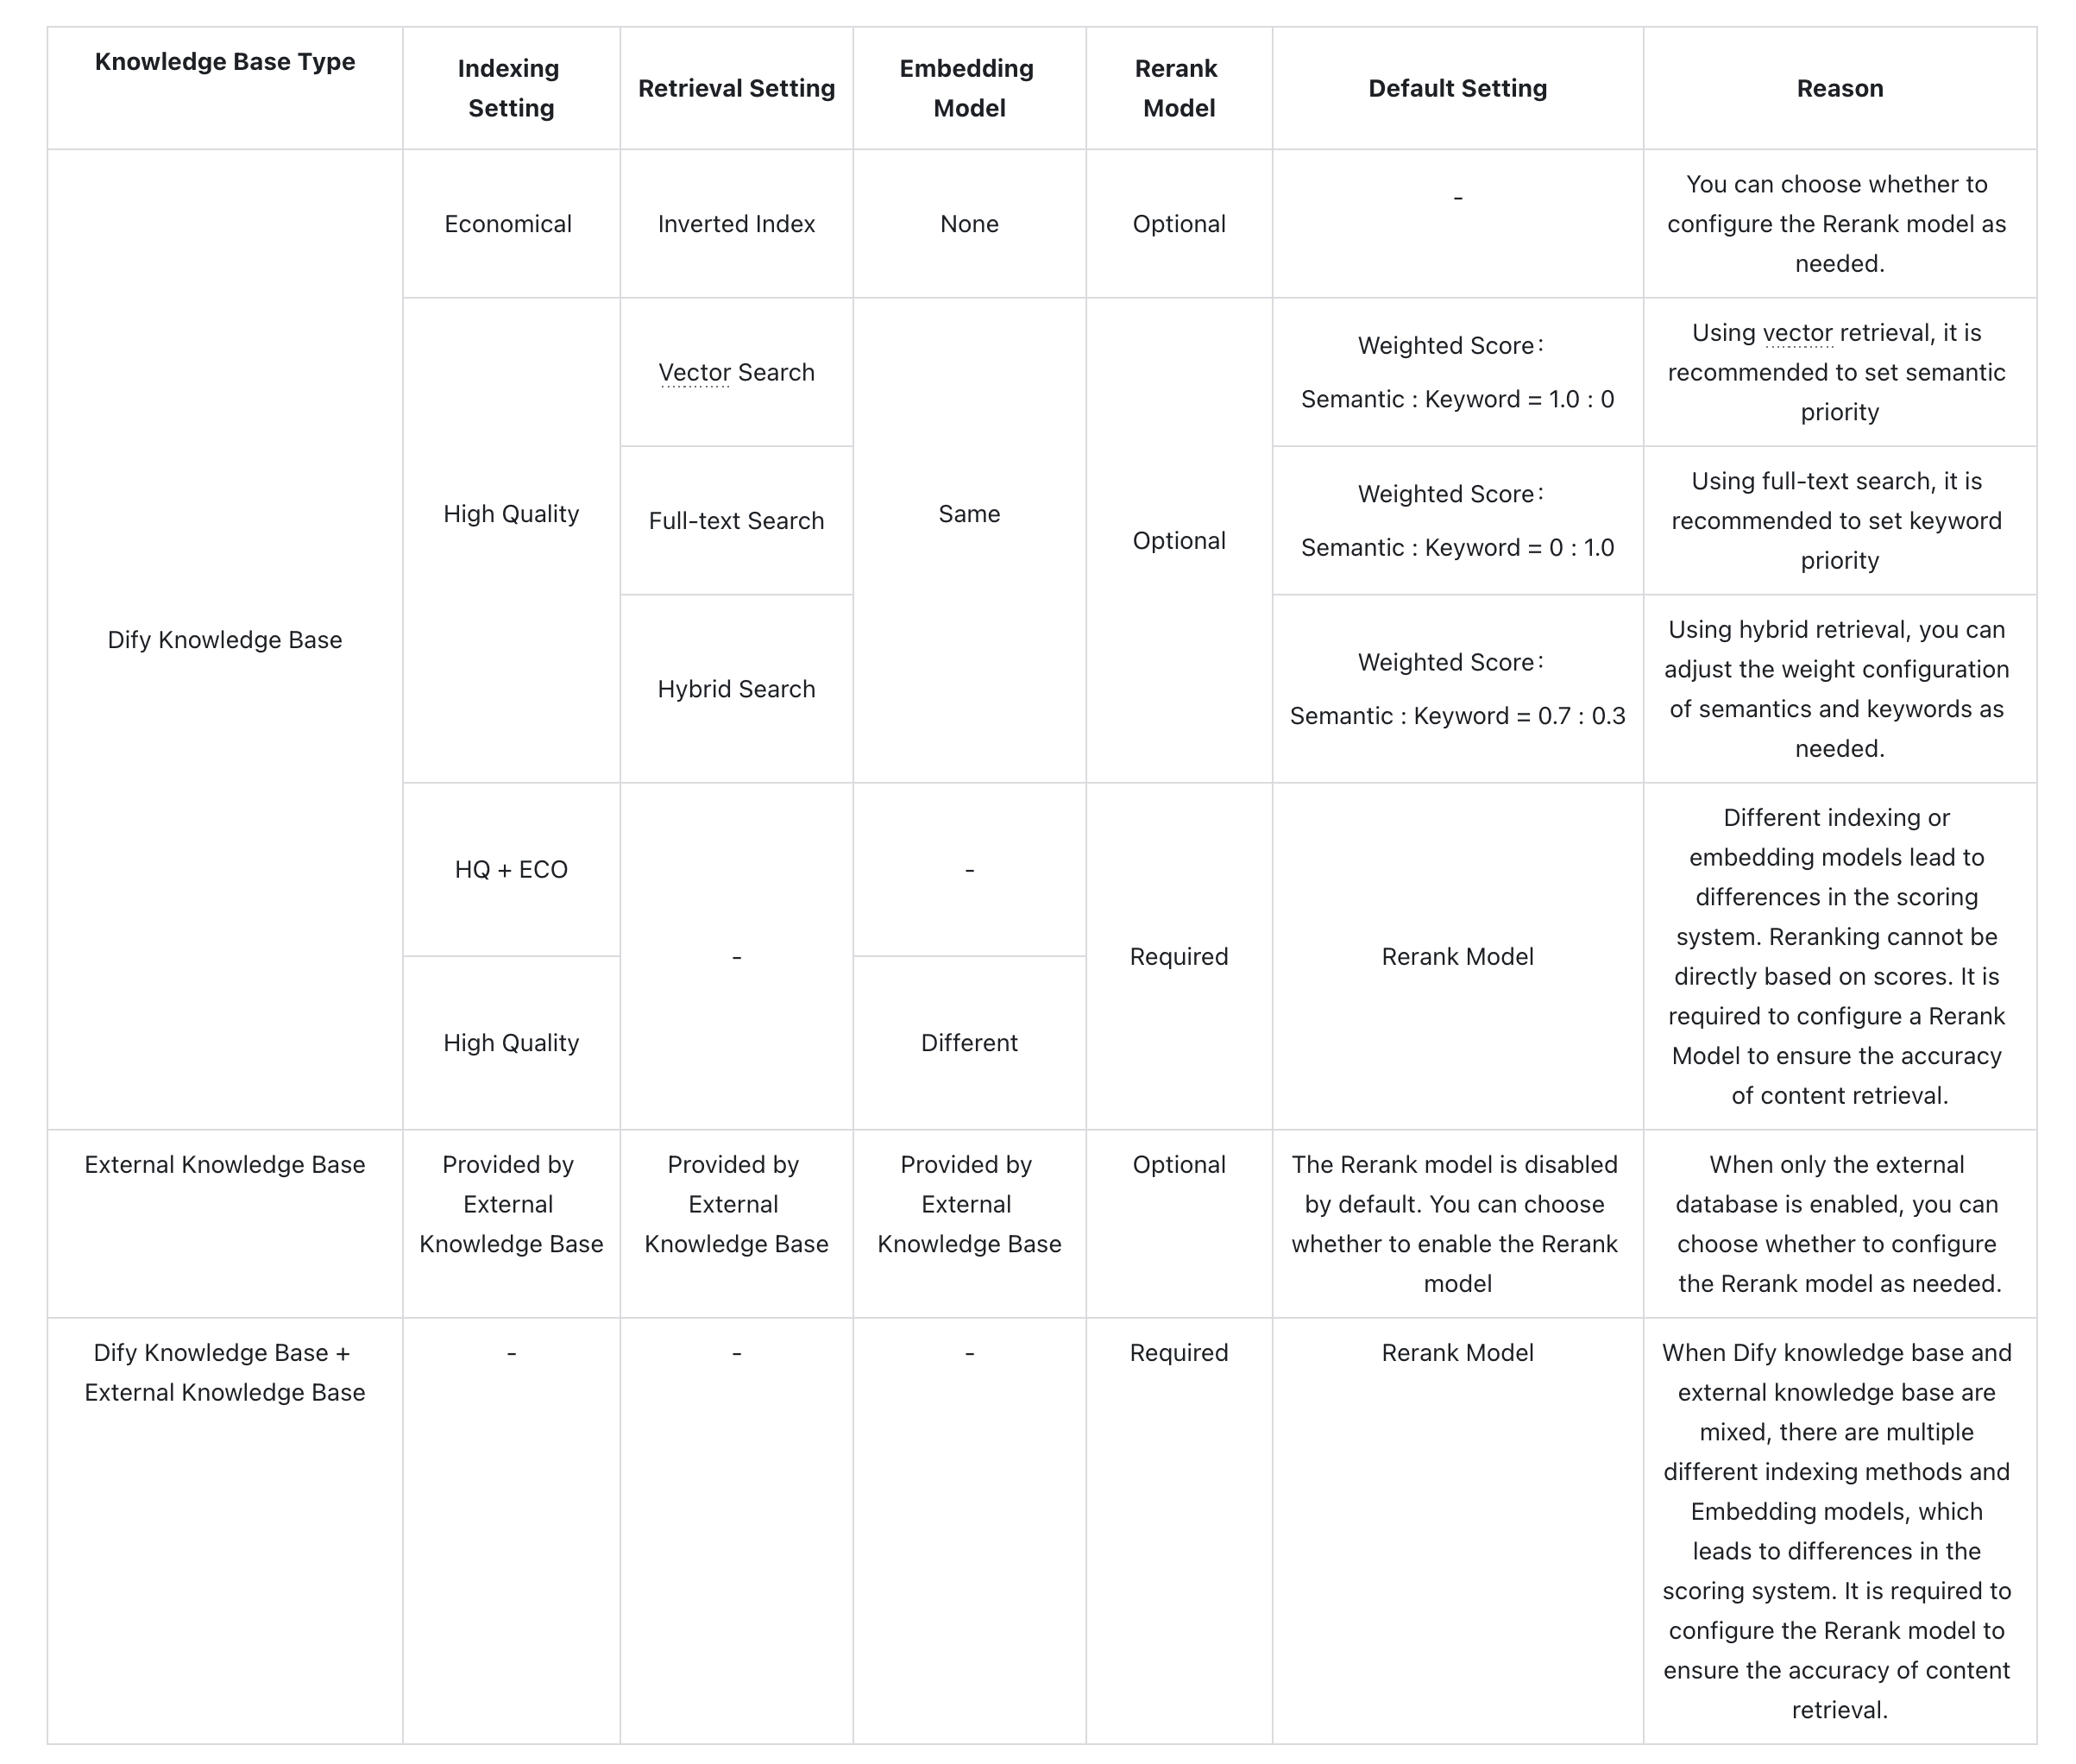 Knowledge Base Type
Indexing
Setting
Retrieval Setting
Embedding
Model
Rerank
Model
Default Setting
Reason
Dify Knowledge Base
Economical
Inverted Index
None
Optional
-
You can choose whether to
configure the Rerank model as
needed.
High Quality
Vector Search
Same
Optional
Weighted Score：
Semantic : Keyword = 1.0 : 0
Using vector retrieval, it is
recommended to set semantic
priority
Full-text Search
Weighted Score：
Semantic : Keyword = 0 : 1.0
Using full-text search, it is
recommended to set keyword
priority
Hybrid Search
Weighted Score：
Semantic : Keyword = 0.7 : 0.3
Using hybrid retrieval, you can
adjust the weight configuration
of semantics and keywords as
needed.
HQ + ECO
-
-
Required
Rerank Model
Different indexing or
embedding models lead to
differences in the scoring
system. Reranking cannot be
directly based on scores. It is
required to configure a Rerank
Model to ensure the accuracy
of content retrieval.
High Quality
Different
External Knowledge Base
Provided by
External
Knowledge Base
Provided by
External
Knowledge Base
Provided by
External
Knowledge Base
Optional
The Rerank model is disabled
by default. You can choose
whether to enable the Rerank
model
When only the external
database is enabled, you can
choose whether to configure
the Rerank model as needed.
Dify Knowledge Base +
External Knowledge Base
-
-
-
Required
Rerank Model
When Dify knowledge base and
external knowledge base are
mixed, there are multiple
different indexing methods and
Embedding models, which
leads to differences in the
scoring system. It is required to
configure the Rerank model to
ensure the accuracy of content
retrieval.